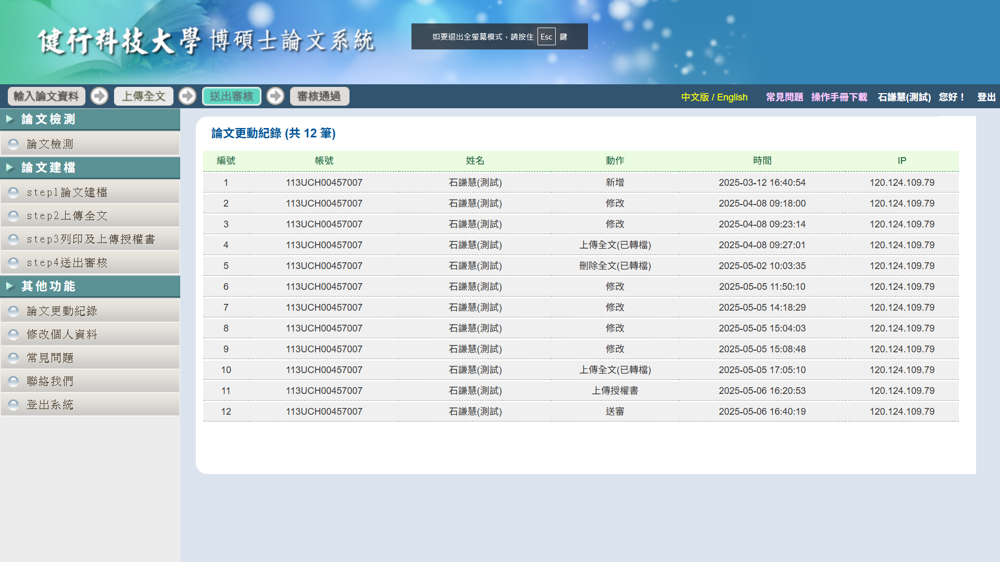 健行科技大學 博碩士論文系統
如要退出全螢幕模式，請按住 Esc 鍵
輸入論文資料 上傳全文 送出審核 審核通過
中文版 / English 常見問題 操作手冊下載 石謙慧(測試) 您好！ 登出
論文檢測
論文檢測
論文建檔
step1論文建檔
step2上傳全文
step3列印及上傳授權書
step4送出審核
其他功能
論文更動紀錄
修改個人資料
常見問題
聯絡我們
登出系統
論文更動紀錄 (共 12 筆)
編號 帳號 姓名 動作 時間 IP
1 113UCH00457007 石謙慧(測試) 新增 2025-03-12 16:40:54 120.124.109.79
2 113UCH00457007 石謙慧(測試) 修改 2025-04-08 09:18:00 120.124.109.79
3 113UCH00457007 石謙慧(測試) 修改 2025-04-08 09:23:14 120.124.109.79
4 113UCH00457007 石謙慧(測試) 上傳全文(已轉檔) 2025-04-08 09:27:01 120.124.109.79
5 113UCH00457007 石謙慧(測試) 刪除全文(已轉檔) 2025-05-02 10:03:35 120.124.109.79
6 113UCH00457007 石謙慧(測試) 修改 2025-05-05 11:50:10 120.124.109.79
7 113UCH00457007 石謙慧(測試) 修改 2025-05-05 14:18:29 120.124.109.79
8 113UCH00457007 石謙慧(測試) 修改 2025-05-05 15:04:03 120.124.109.79
9 113UCH00457007 石謙慧(測試) 修改 2025-05-05 15:08:48 120.124.109.79
10 113UCH00457007 石謙慧(測試) 上傳全文(已轉檔) 2025-05-05 17:05:10 120.124.109.79
11 113UCH00457007 石謙慧(測試) 上傳授權書 2025-05-06 16:20:53 120.124.109.79
12 113UCH00457007 石謙慧(測試) 送審 2025-05-06 16:40:19 120.124.109.79